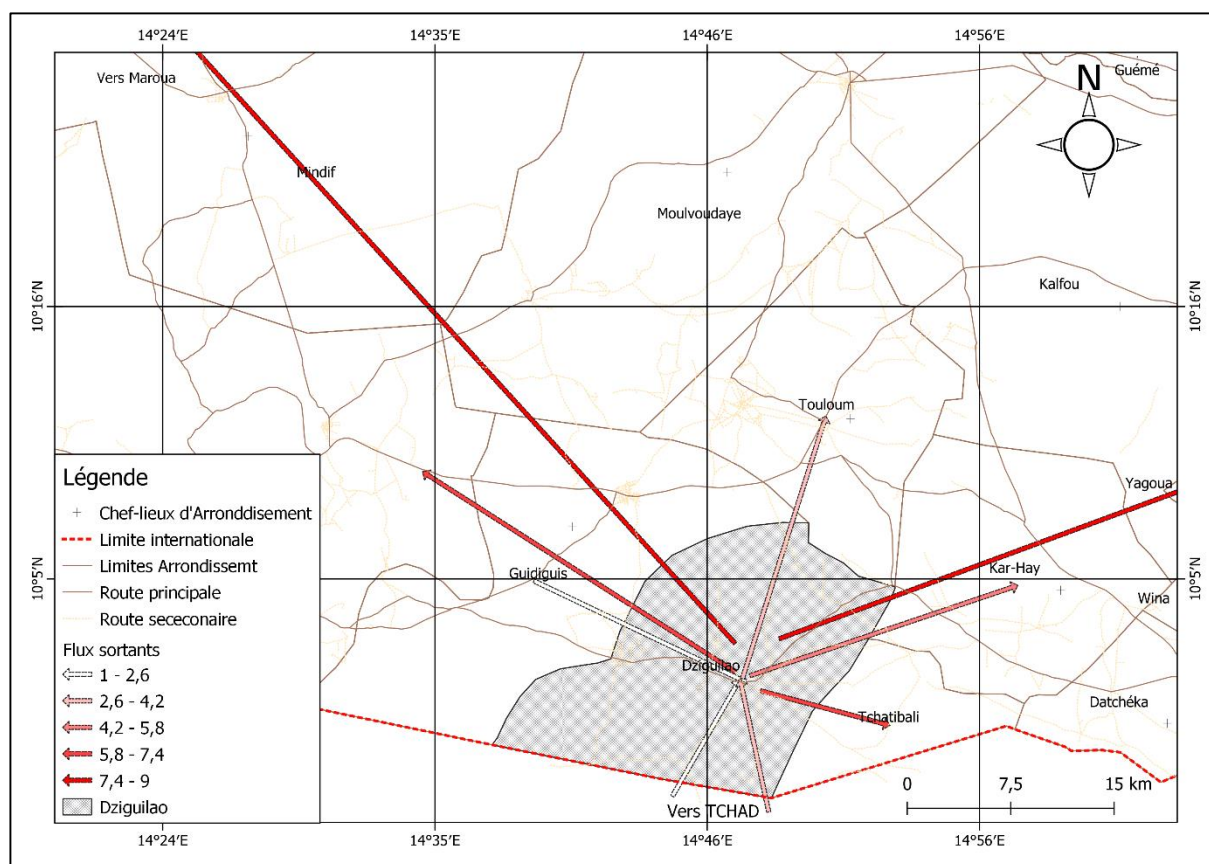 14°24'E 14°35'E 14°46'E 14°56'E
Vers Maroua
Guémé
N
Mindif
Moulvoudaye
Kalfou
10°16'N 10°16'N
Touloum
Yagoua
Légende
Chef-lieux d'Arronddisement
Limite internationale
Limites Arrondissemt
Route principale
Route sececonaire
Flux sortants
1 - 2,6
2,6 - 4,2
4,2 - 5,8
5,8 - 7,4
7,4 - 9
Dziguilao
Guidiguis
Kar-Hay
10°5'N 10°5'N
Wina
Dziguilao
Datchéka
Tchatibali
0 7,5 15 km
Vers TCHAD
14°24'E 14°35'E 14°46'E 14°56'E